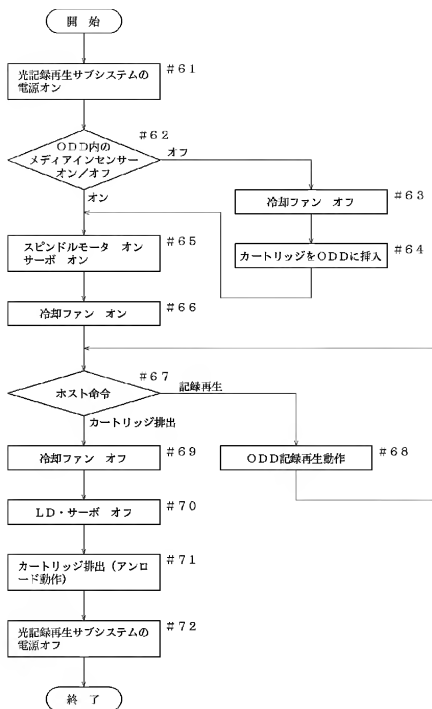 開 始
光記録再生サブシステムの
電源オン
#61
ODD内の
メディアインセンサー
オン/オフ
#62
オフ
オン
冷却ファン オフ
#63
カートリッジをODDに挿入
#64
スピンドルモータ オン
サーボ オン
#65
冷却ファン オン
#66
ホスト命令
#67
記録再生
カートリッジ排出
ODD記録再生動作
#68
冷却ファン オフ
#69
LD・サーボ オフ
#70
カートリッジ排出(アンロ
ード動作)
#71
光記録再生サブシステムの
電源オフ
#72
終 了